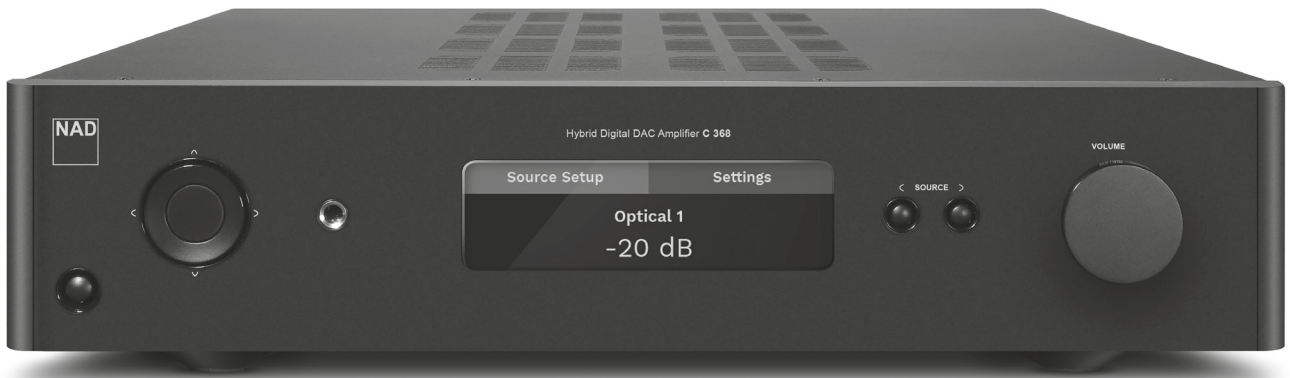 NAD
Hybrid Digital DAC Amplifier C 368
VOLUME
Source Setup
Settings
< SOURCE >
Optical 1
-20 dB